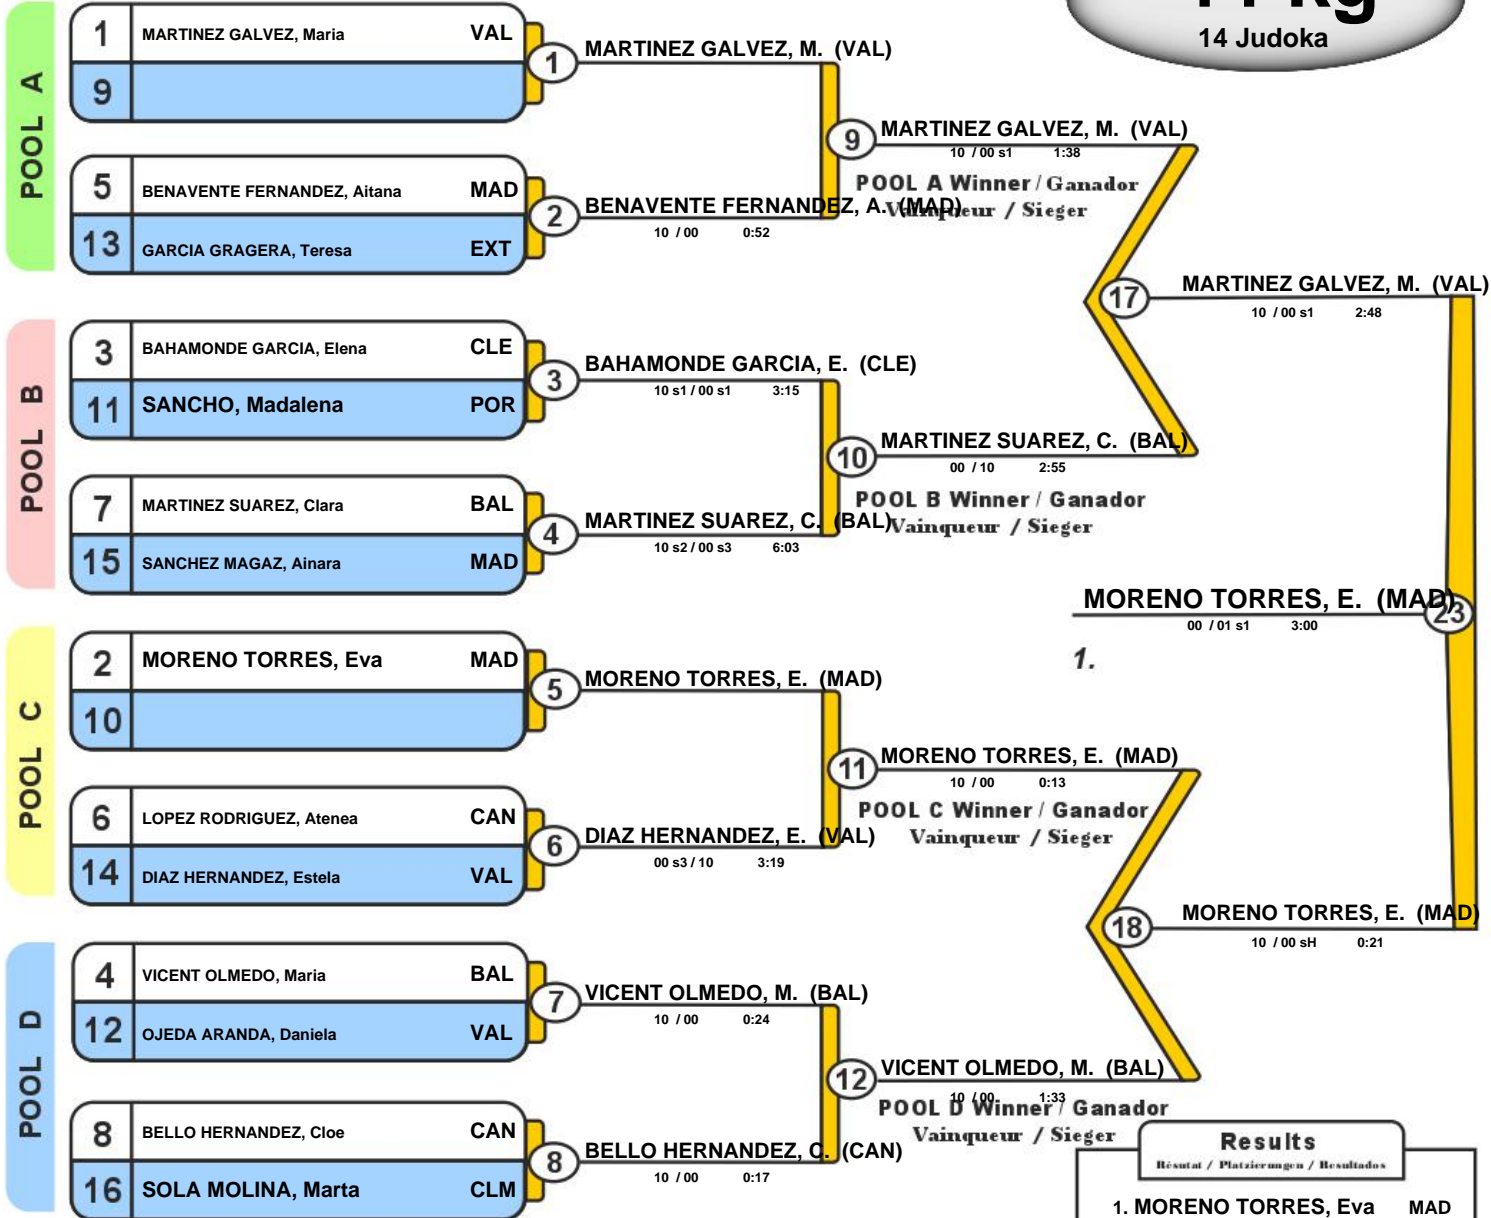 14 Judoka
POOL A
1 MARTINEZ GALVEZ, Maria VAL
9
1
MARTINEZ GALVEZ, M. (VAL)
5 BENAVENTE FERNANDEZ, Aitana MAD
13 GARCIA GRAGERA, Teresa EXT
2
BENAVENTE FERNANDEZ, A. (MAD)
10 / 00 0:52
9
MARTINEZ GALVEZ, M. (VAL)
10 / 00 s1 1:38
POOL A Winner / Ganador
Vainqueur / Sieger
POOL B
3 BAHAMONDE GARCIA, Elena CLE
11 SANCHO, Madalena POR
3
BAHAMONDE GARCIA, E. (CLE)
10 s1 / 00 s1 3:15
7 MARTINEZ SUAREZ, Clara BAL
15 SANCHEZ MAGAZ, Ainara MAD
4
MARTINEZ SUAREZ, C. (BAL)
10 s2 / 00 s3 6:03
10
MARTINEZ SUAREZ, C. (BAL)
00 / 10 2:55
POOL B Winner / Ganador
Vainqueur / Sieger
17
MARTINEZ GALVEZ, M. (VAL)
10 / 00 s1 2:48
MORENO TORRES, E. (MAD)
23
00 / 01 s1 3:00
1.
POOL C
2 MORENO TORRES, Eva MAD
10
5
MORENO TORRES, E. (MAD)
6 LOPEZ RODRIGUEZ, Atenea CAN
14 DIAZ HERNANDEZ, Estela VAL
6
DIAZ HERNANDEZ, E. (VAL)
00 s3 / 10 3:19
11
MORENO TORRES, E. (MAD)
10 / 00 0:13
POOL C Winner / Ganador
Vainqueur / Sieger
18
MORENO TORRES, E. (MAD)
10 / 00 sH 0:21
POOL D
4 VICENT OLMEDO, Maria BAL
12 OJEDA ARANDA, Daniela VAL
7
VICENT OLMEDO, M. (BAL)
10 / 00 0:24
8 BELLO HERNANDEZ, Cloe CAN
16 SOLA MOLINA, Marta CLM
8
BELLO HERNANDEZ, C. (CAN)
10 / 00 0:17
12
VICENT OLMEDO, M. (BAL)
10 / 00 1:33
POOL D Winner / Ganador
Vainqueur / Sieger
Results
Résutat / Platzierungen / Resultados
1. MORENO TORRES, Eva MAD